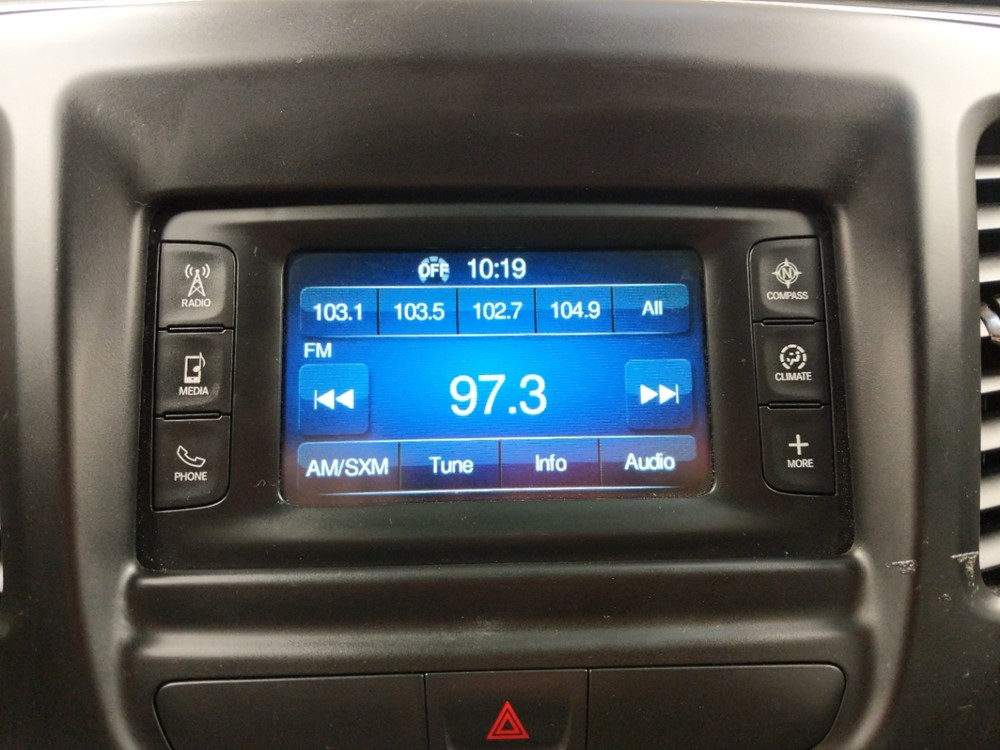 OFF 10:19
103.1 103.5 102.7 104.9 All
FM
97.3
AM/SXM Tune Info Audio
RADIO
MEDIA
PHONE
N
COMPASS
CLIMATE
MORE